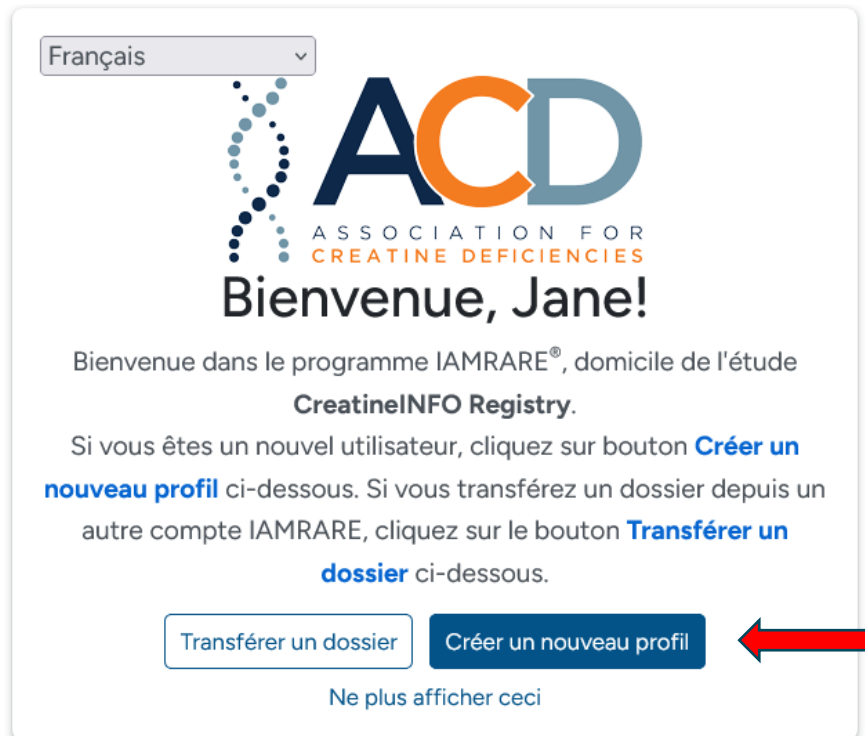 Français
ACD
ASSOCIATION FOR
CREATINE DEFICIENCIES
Bienvenue, Jane!
Bienvenue dans le programme IAMRARE®, domicile de l'étude
CreatineINFO Registry.
Si vous êtes un nouvel utilisateur, cliquez sur bouton Créer un
nouveau profil ci-dessous. Si vous transférez un dossier depuis un
autre compte IAMRARE, cliquez sur le bouton Transférer un
dossier ci-dessous.
Transférer un dossier Créer un nouveau profil
Ne plus afficher ceci